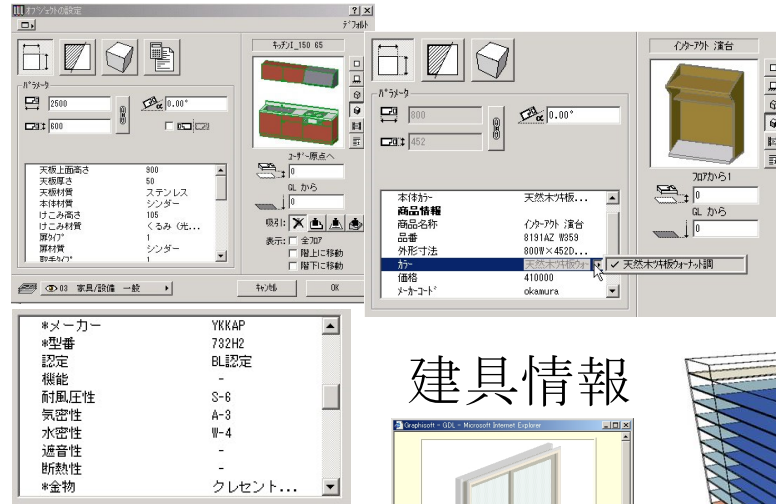 オブジェクトの設定
デフォルト
キッチンI_150 65
パラメータ
2500
0.00°
600
天板上面高さ 900
天板厚さ 50
天板材質 ステンレス
本体材質 シンダー
けこみ高さ 105
けこみ材質 くるみ（光...
扉タイプ 1
扉材質 シンダー
取手タイプ 1
ユーザー原点へ
0
GL から
0
吸引:
表示: 全フロア
階上に移動
階下に移動
03 家具/設備 一般
キャンセル
OK
インターアクト 演台
パラメータ
800
0.00°
452
本体カラー 天然木ツキ板...
商品情報
商品名称 インターアクト 演台
品番 8191AZ W359
外形寸法 800W×452D...
カラー 天然木ツキ板ウォー
✓ 天然木ツキ板ウォーナット調
価格 410000
メーカーコード okamura
フロアから1
0
GL から
0
*メーカー YKKAP
*型番 732H2
認定 BL認定
機能 -
耐風圧性 S-6
気密性 A-3
水密性 W-4
遮音性 -
断熱性 -
*金物 クレセント...
建具情報
Graphisoft - GDL - Microsoft Internet Explorer